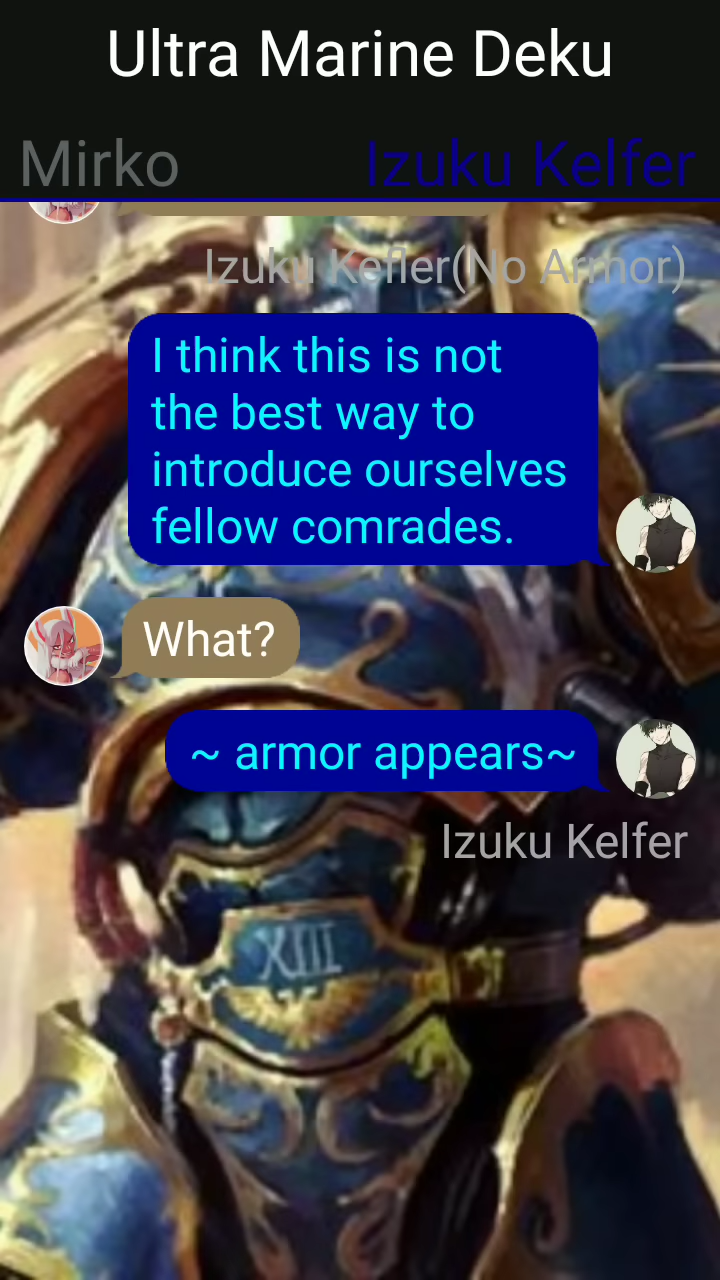 Ultra Marine Deku
Mirko
Izuku Kelfer
Izuku Kefler(No Armor)
I think this is not
the best way to
introduce ourselves
fellow comrades.
What?
~ armor appears~
Izuku Kelfer
XIII